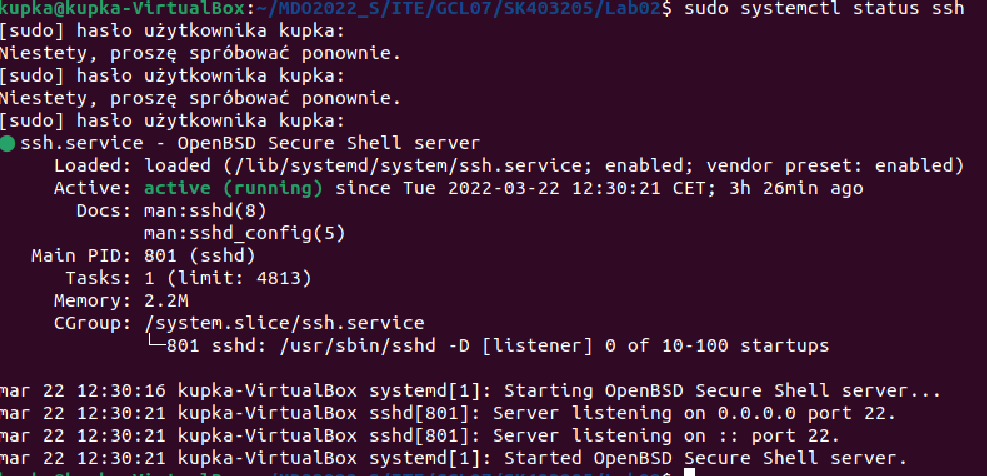 kupka@kupka-VirtualBox:~/MDO2022_S/ITE/GCL07/SK403205/Lab02$ sudo systemctl status ssh
[sudo] hasło użytkownika kupka:
Niestety, proszę spróbować ponownie.
[sudo] hasło użytkownika kupka:
Niestety, proszę spróbować ponownie.
[sudo] hasło użytkownika kupka:
● ssh.service - OpenBSD Secure Shell server
Loaded: loaded (/lib/systemd/system/ssh.service; enabled; vendor preset: enabled)
Active: active (running) since Tue 2022-03-22 12:30:21 CET; 3h 26min ago
Docs: man:sshd(8)
man:sshd_config(5)
Main PID: 801 (sshd)
Tasks: 1 (limit: 4813)
Memory: 2.2M
CGroup: /system.slice/ssh.service
└─801 sshd: /usr/sbin/sshd -D [listener] 0 of 10-100 startups
mar 22 12:30:16 kupka-VirtualBox systemd[1]: Starting OpenBSD Secure Shell server...
mar 22 12:30:21 kupka-VirtualBox sshd[801]: Server listening on 0.0.0.0 port 22.
mar 22 12:30:21 kupka-VirtualBox sshd[801]: Server listening on :: port 22.
mar 22 12:30:21 kupka-VirtualBox systemd[1]: Started OpenBSD Secure Shell server.
kupka@kupka-VirtualBox:~/MDO2022_S/ITE/GCL07/SK403205/Lab02$